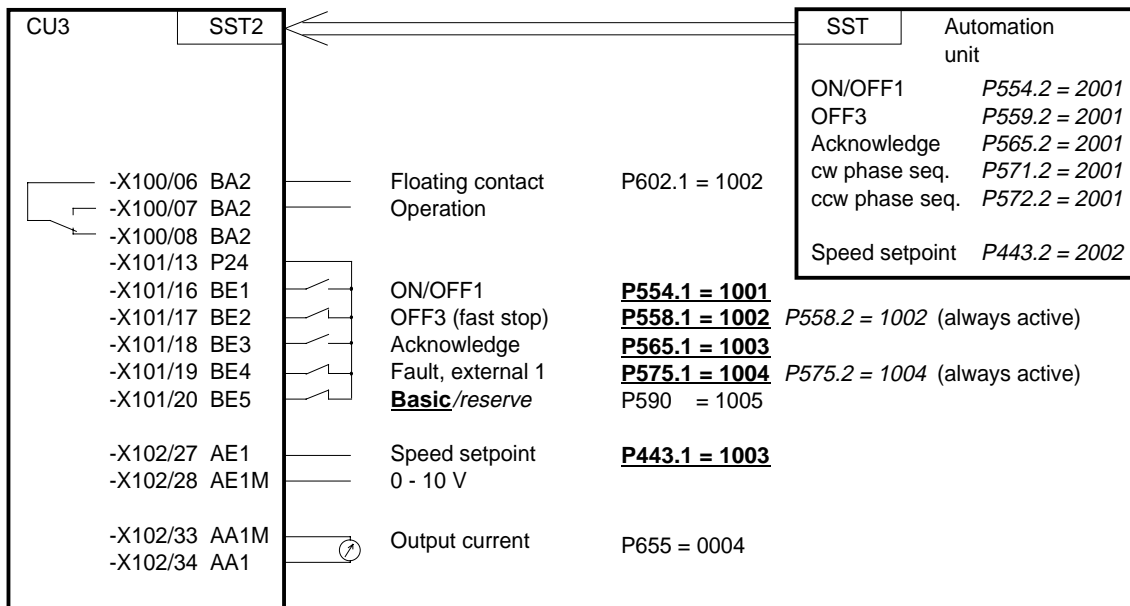 CU3 SST2 SST Automation
unit
ON/OFF1 P554.2 = 2001
OFF3 P559.2 = 2001
Acknowledge P565.2 = 2001
cw phase seq. P571.2 = 2001
ccw phase seq. P572.2 = 2001
Speed setpoint P443.2 = 2002
-X100/06 BA2 Floating contact P602.1 = 1002
-X100/07 BA2 Operation
-X100/08 BA2
-X101/13 P24
-X101/16 BE1 ON/OFF1 P554.1 = 1001
-X101/17 BE2 OFF3 (fast stop) P558.1 = 1002 P558.2 = 1002 (always active)
-X101/18 BE3 Acknowledge P565.1 = 1003
-X101/19 BE4 Fault, external 1 P575.1 = 1004 P575.2 = 1004 (always active)
-X101/20 BE5 Basic/reserve P590 = 1005
-X102/27 AE1 Speed setpoint P443.1 = 1003
-X102/28 AE1M 0 - 10 V
-X102/33 AA1M Output current P655 = 0004
-X102/34 AA1